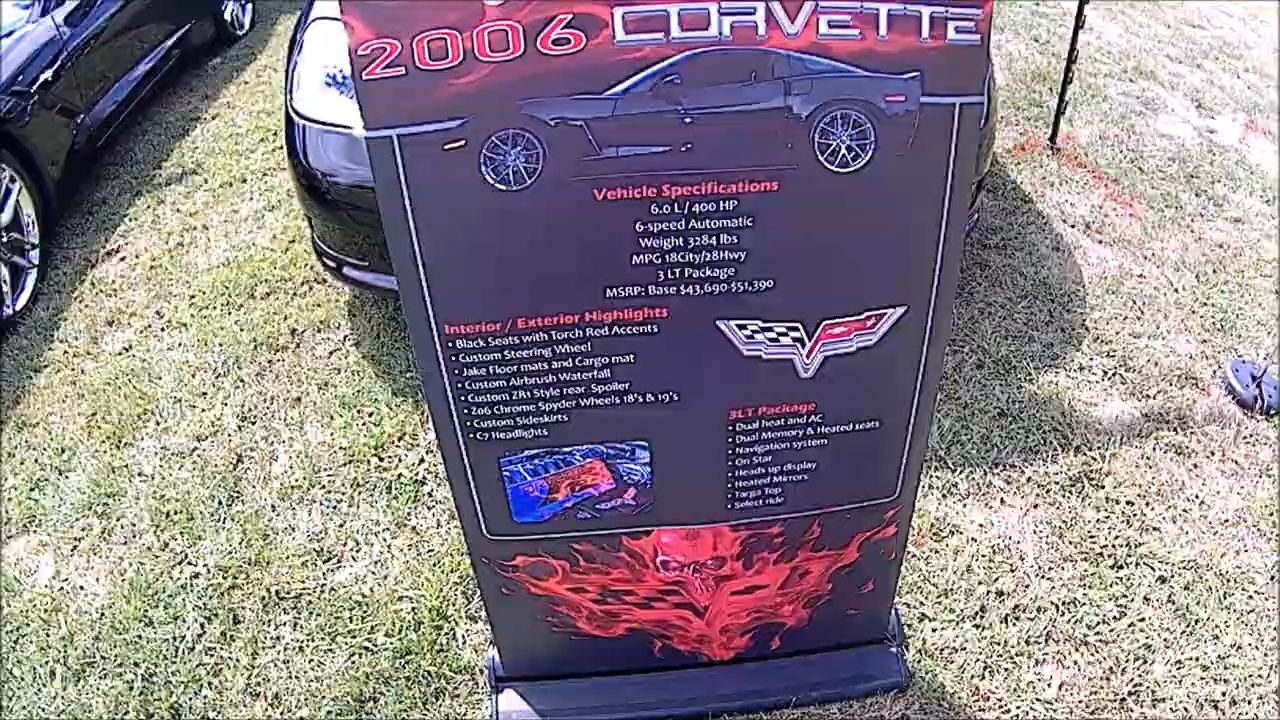 2006 CORVETTE
Vehicle Specifications
6.0 L / 400 HP
6-speed Automatic
Weight 3284 lbs
MPG 18City/28Hwy
3 LT Package
MSRP: Base $43,690-$51,390
Interior / Exterior Highlights
• Black Seats with Torch Red Accents
• Custom Steering Wheel
• Jake Floor mats and Cargo mat
• Custom Airbrush Waterfall
• Custom ZR1 Style rear Spoiler
• Z06 Chrome Spyder Wheels 18's & 19's
• Custom Sideskirts
• C7 Headlights
3LT Package
• Dual heat and AC
• Dual Memory & Heated seats
• Navigation system
• On Star
• Heads up display
• Heated Mirrors
• Targa Top
• Select ride